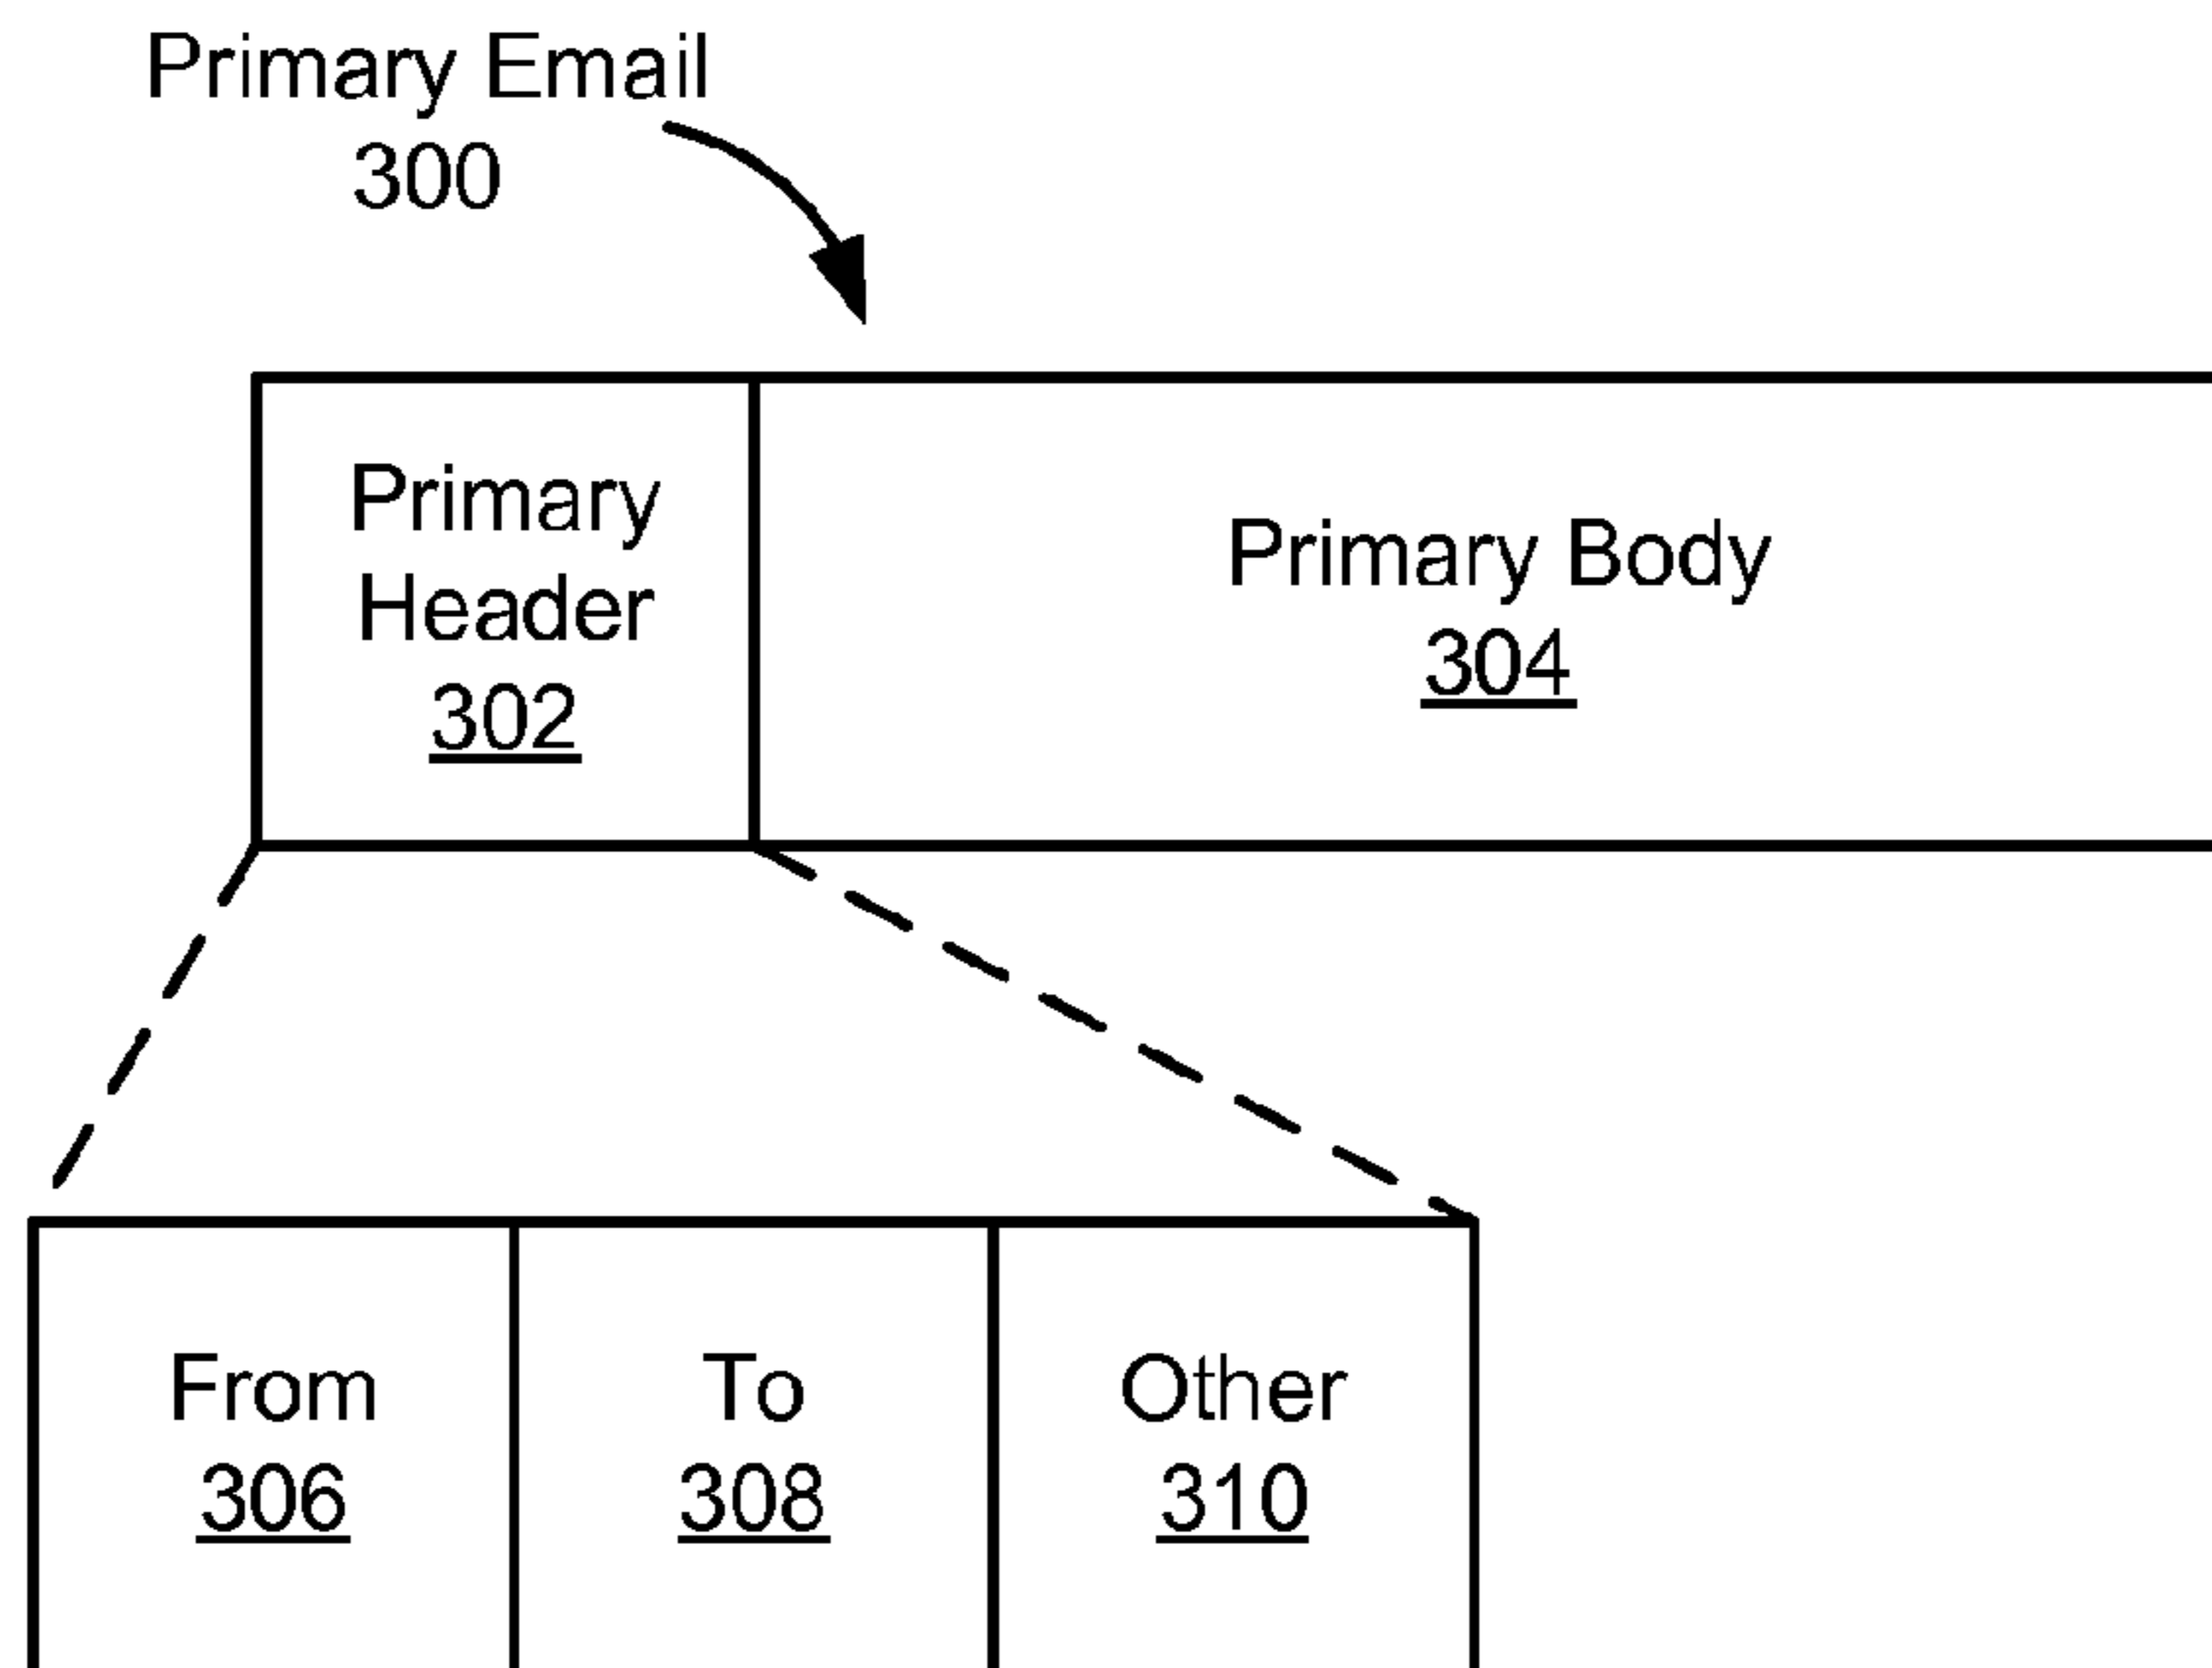 Primary Email
300
Primary
Header
302
Primary Body
304
From
306
To
308
Other
310